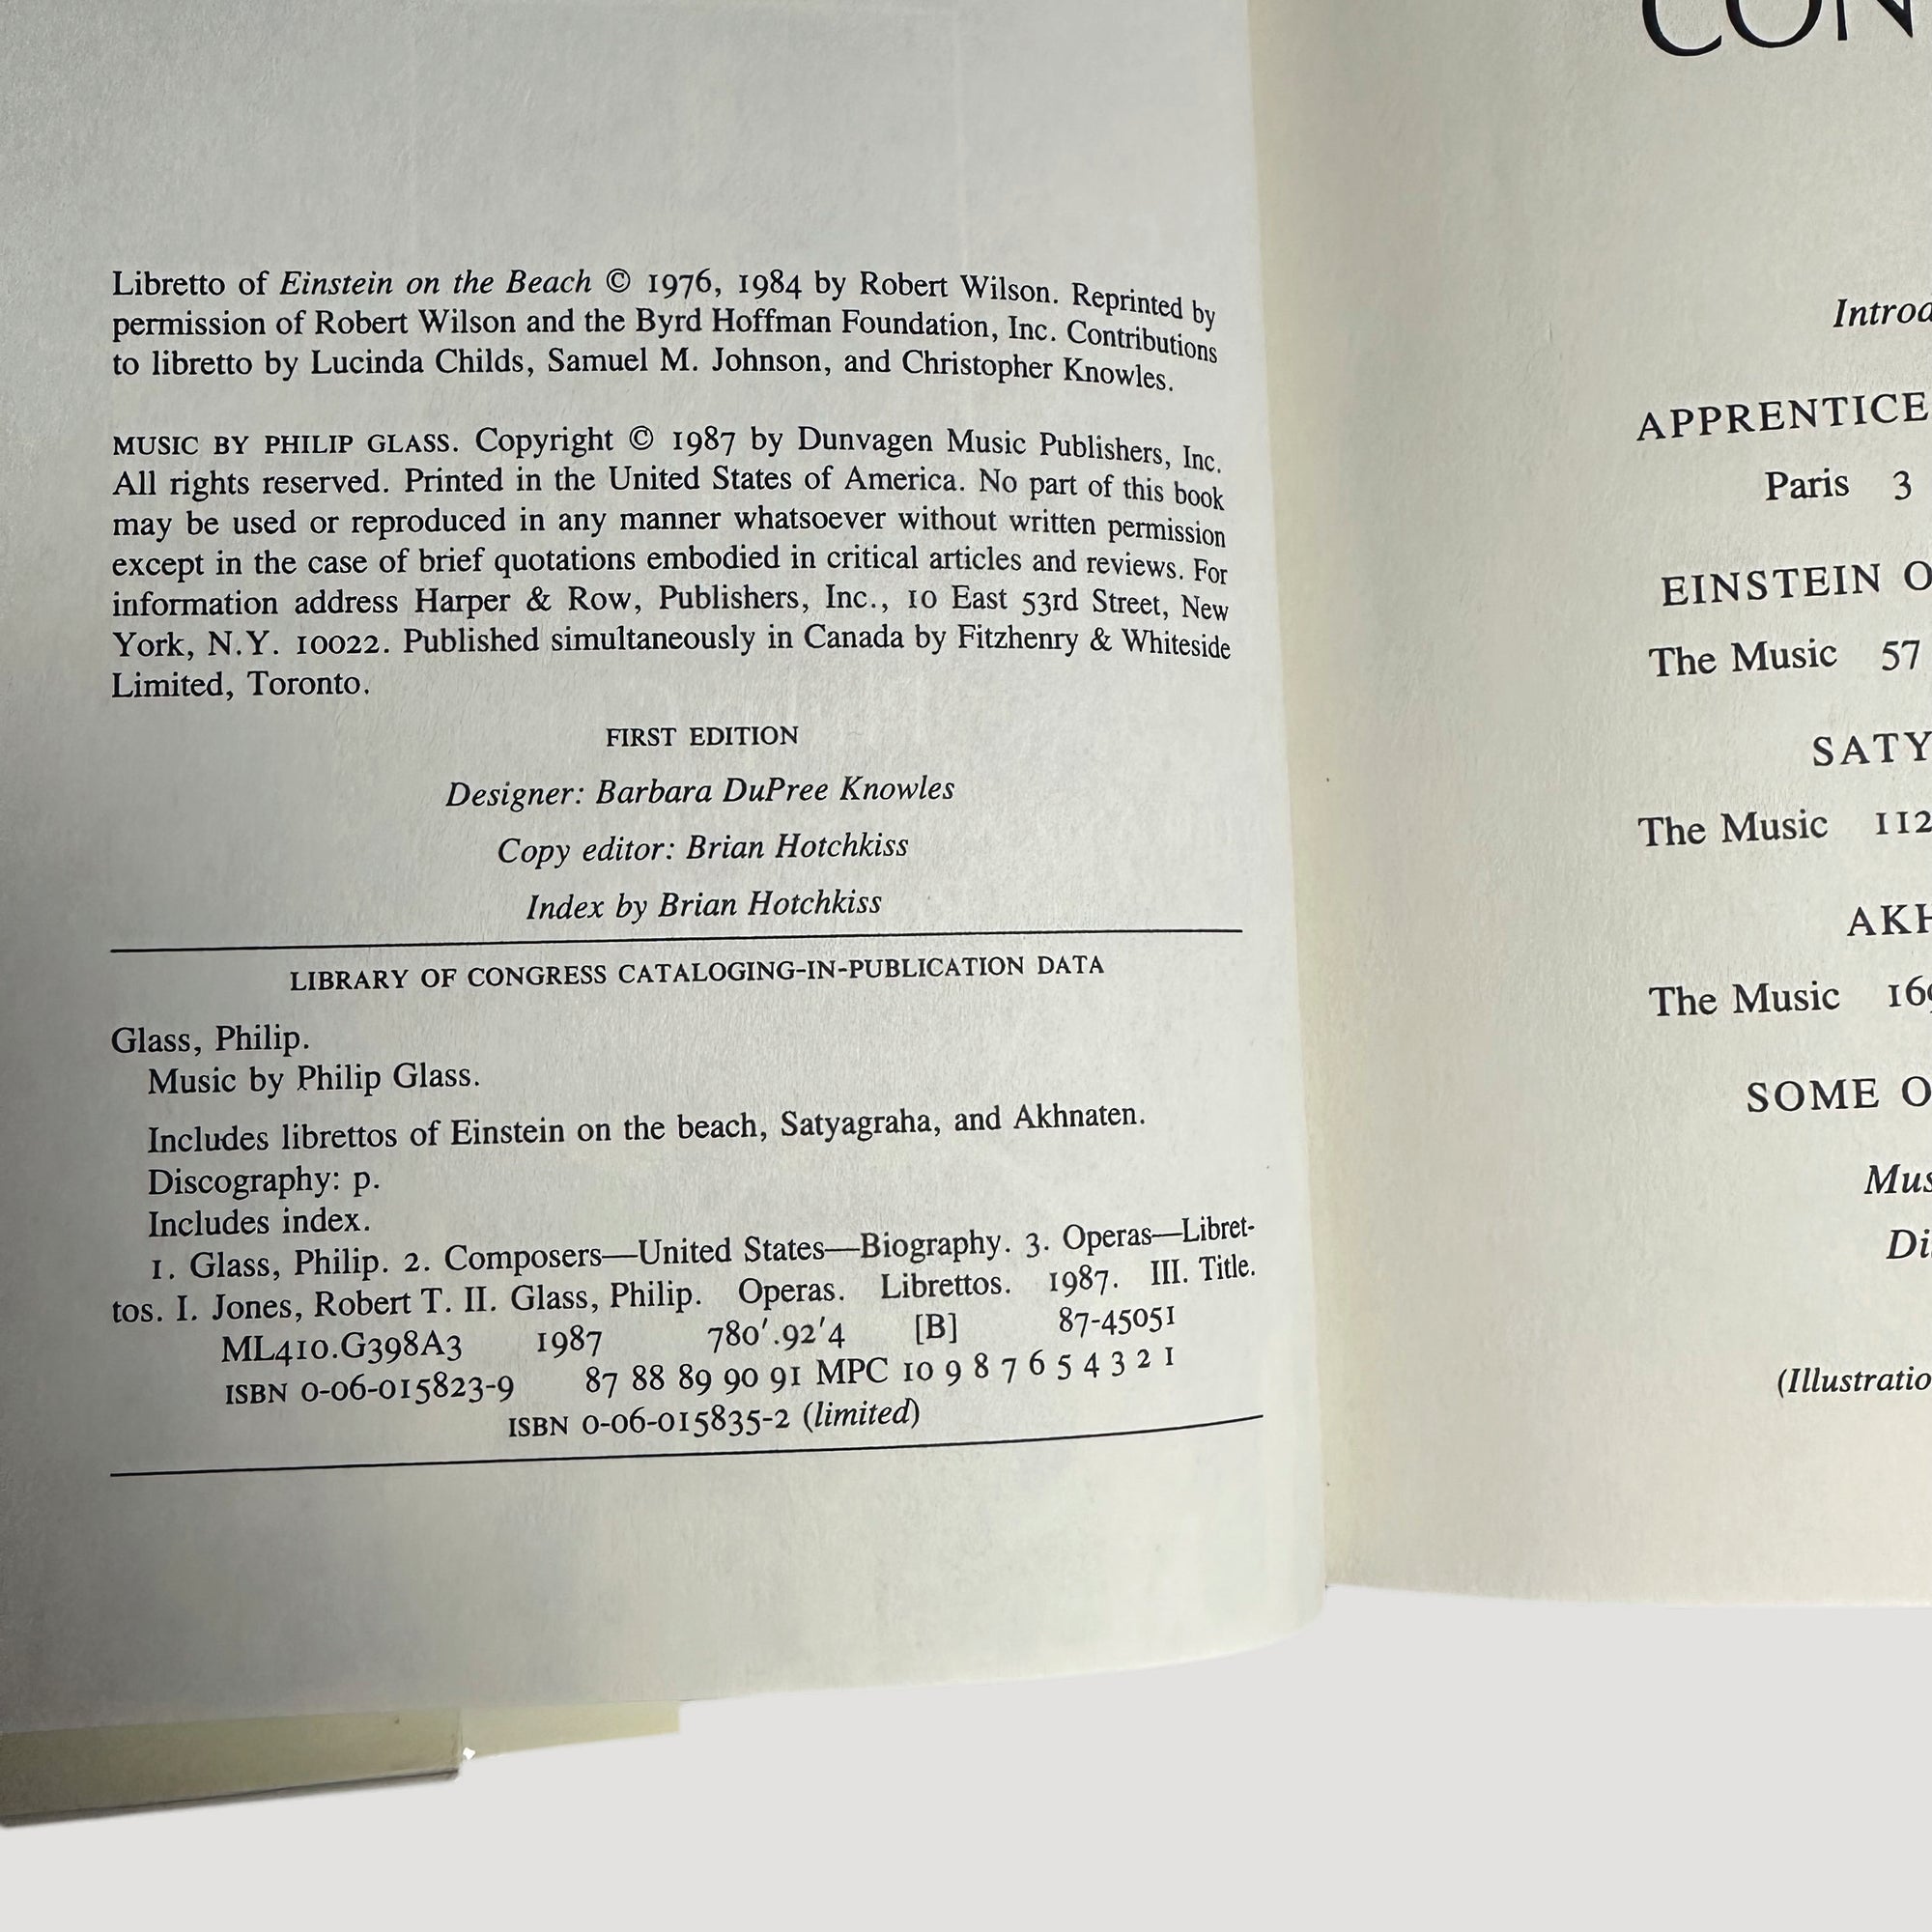 Libretto of Einstein on the Beach © 1976, 1984 by Robert Wilson. Reprinted by
permission of Robert Wilson and the Byrd Hoffman Foundation, Inc. Contributions
to libretto by Lucinda Childs, Samuel M. Johnson, and Christopher Knowles.
MUSIC BY PHILIP GLASS. Copyright © 1987 by Dunvagen Music Publishers, Inc.
All rights reserved. Printed in the United States of America. No part of this book
may be used or reproduced in any manner whatsoever without written permission
except in the case of brief quotations embodied in critical articles and reviews. For
information address Harper & Row, Publishers, Inc., 10 East 53rd Street, New
York, N.Y. 10022. Published simultaneously in Canada by Fitzhenry & Whiteside
Limited, Toronto.
FIRST EDITION
Designer: Barbara DuPree Knowles
Copy editor: Brian Hotchkiss
Index by Brian Hotchkiss
LIBRARY OF CONGRESS CATALOGING-IN-PUBLICATION DATA
Glass, Philip.
Music by Philip Glass.
Includes librettos of Einstein on the beach, Satyagraha, and Akhnaten.
Discography: p.
Includes index.
1. Glass, Philip. 2. Composers—United States—Biography. 3. Operas—Libret-
tos. I. Jones, Robert T. II. Glass, Philip. Operas. Librettos. 1987. III. Title.
ML410.G398A3 1987 780′.92′4 [B] 87-45051
ISBN 0-06-015823-9 87 88 89 90 91 MPC 10 9 8 7 6 5 4 3 2 1
ISBN 0-06-015835-2 (limited)
CON
Introd
APPRENTICE
Paris 3
EINSTEIN O
The Music 57
SATY
The Music 112
AKH
The Music 169
SOME O
Mus
Di
(Illustratio